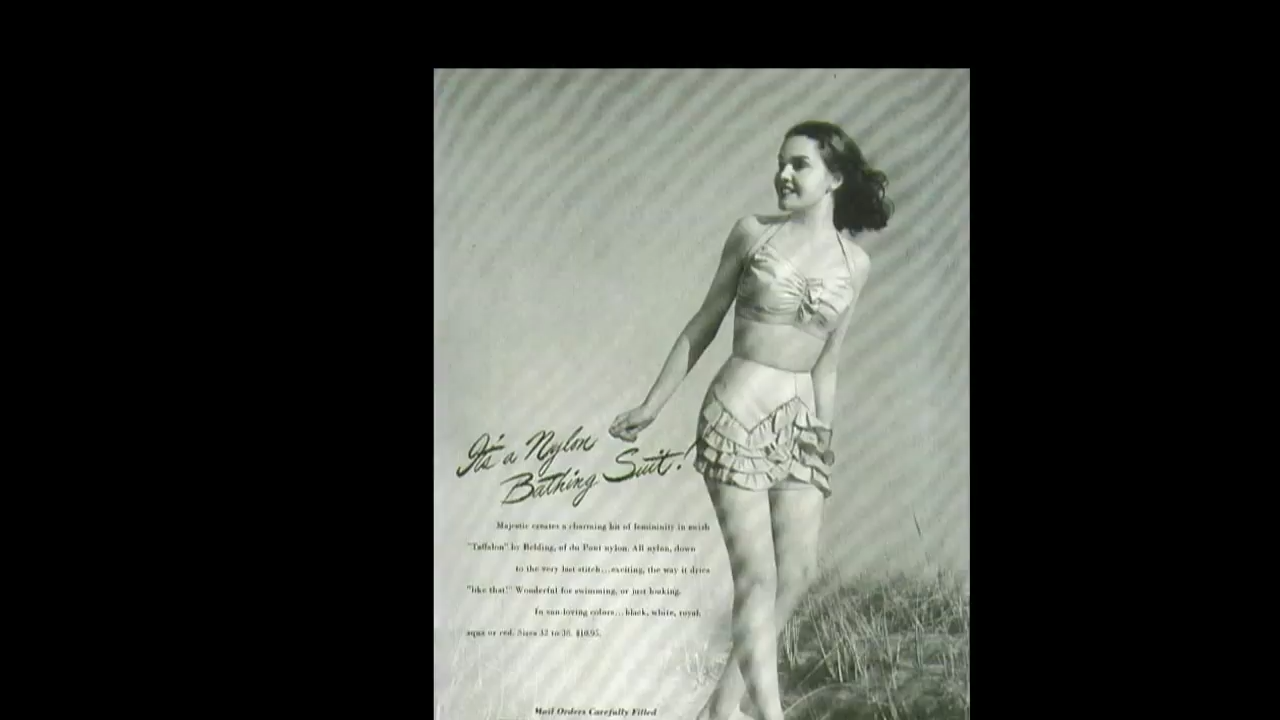 It's a Nylon
Bathing Suit!
Majestic creates a charming bit of femininity in swish
"Taffalon" by Belding, of du Pont nylon. All nylon, down
to the very last stitch...exciting, the way it dries
"like that!" Wonderful for swimming, or just looking.
In sun-loving colors...black, white, royal,
aqua or red. Sizes 32 to 38. $10.95.
Mail Orders Carefully Filled